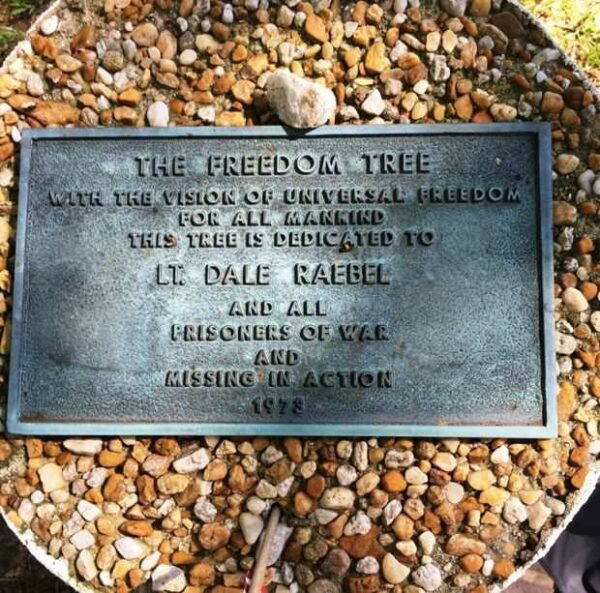 THE FREEDOM TREE
WITH THE VISION OF UNIVERSAL FREEDOM
FOR ALL MANKIND
THIS TREE IS DEDICATED TO
LT. DALE RAEBEL
AND ALL
PRISONERS OF WAR
AND
MISSING IN ACTION
1973